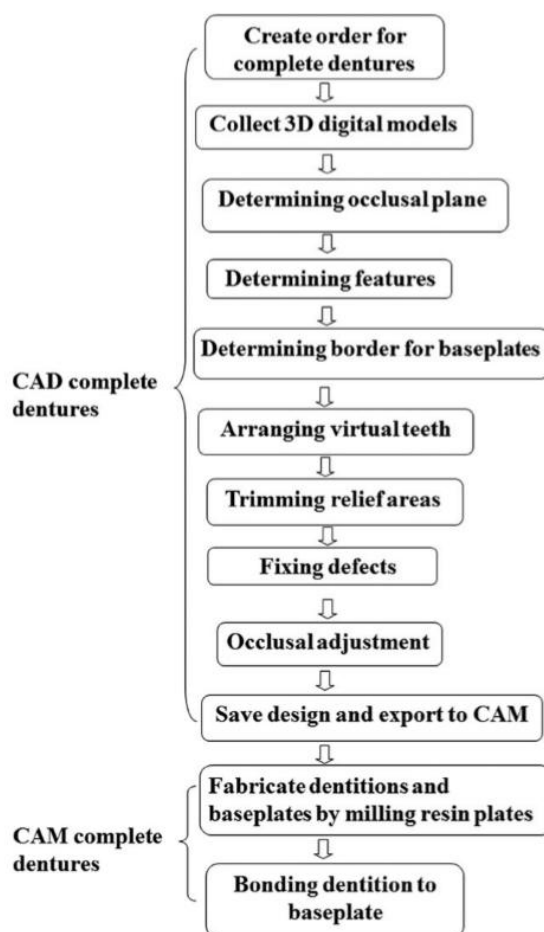 Create order for
complete dentures
Collect 3D digital models
Determining occlusal plane
Determining features
Determining border for baseplates
CAD complete
dentures
Arranging virtual teeth
Trimming relief areas
Fixing defects
Occlusal adjustment
Save design and export to CAM
Fabricate dentitions and
baseplates by milling resin plates
CAM complete
dentures
Bonding dentition to
baseplate